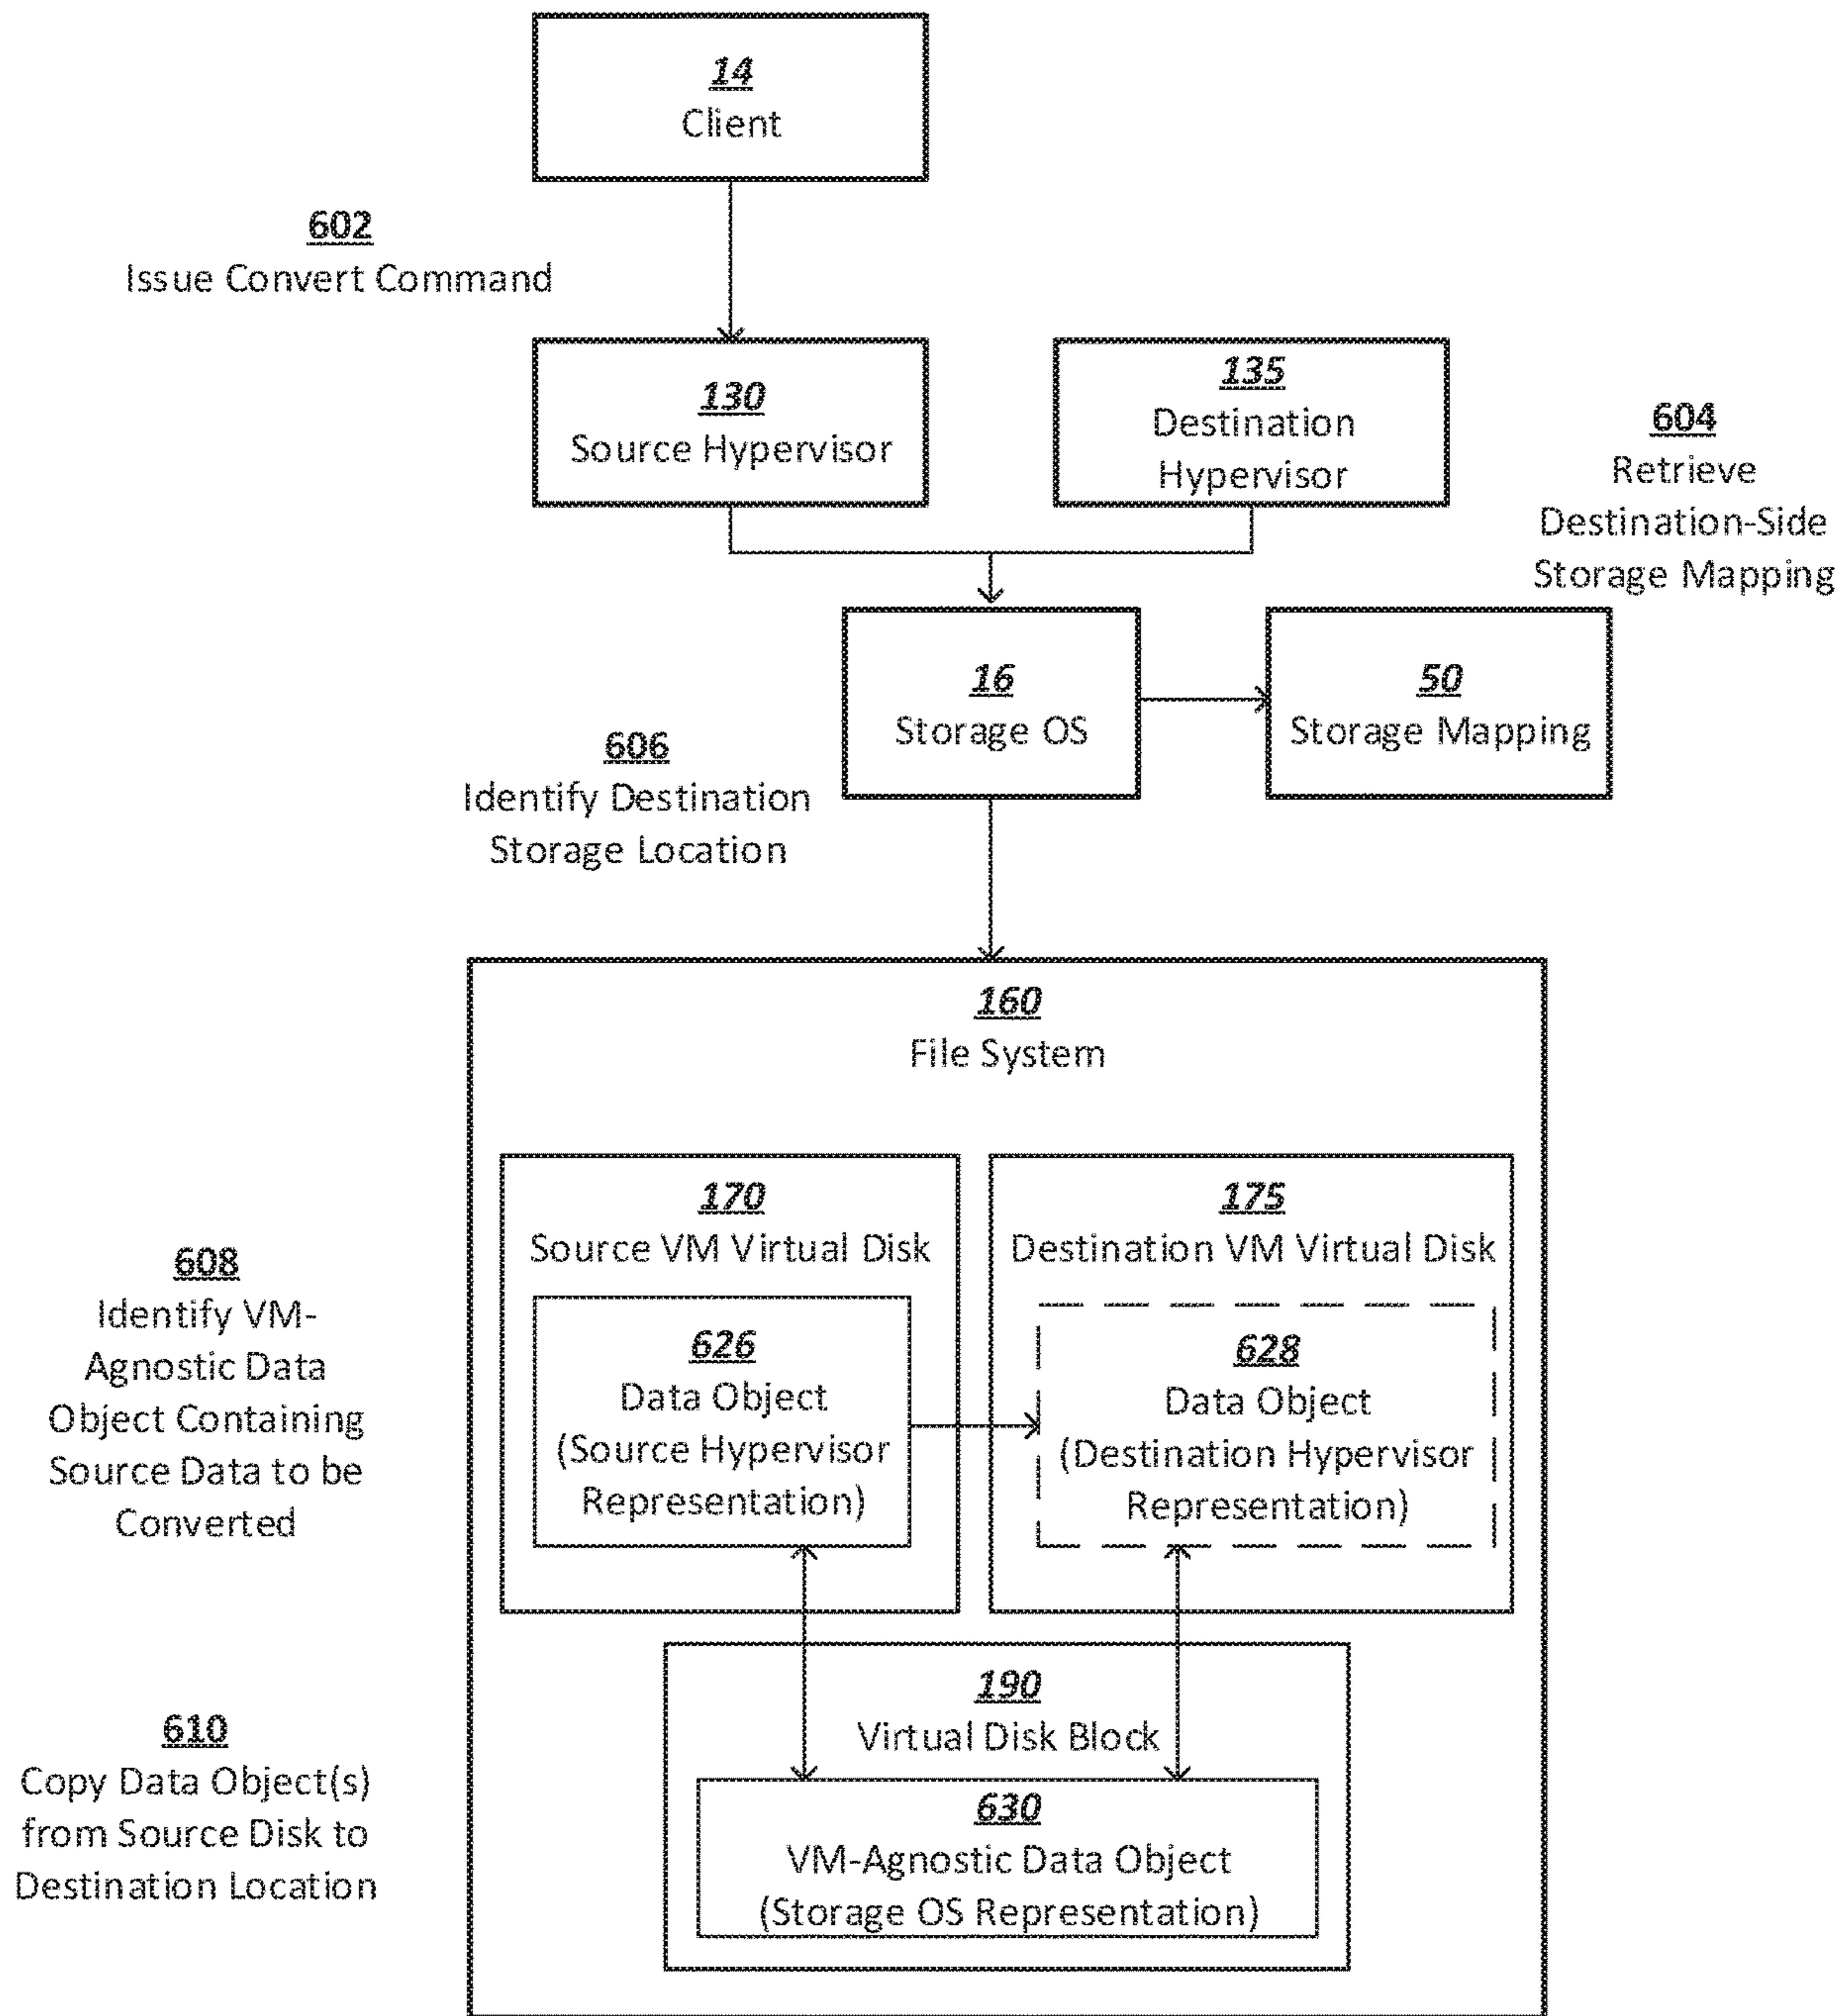 14
Client
602
Issue Convert Command
130
Source Hypervisor
135
Destination
Hypervisor
604
Retrieve
Destination-Side
Storage Mapping
16
Storage OS
50
Storage Mapping
606
Identify Destination
Storage Location
160
File System
170
Source VM Virtual Disk
175
Destination VM Virtual Disk
608
Identify VM-
Agnostic Data
Object Containing
Source Data to be
Converted
626
Data Object
(Source Hypervisor
Representation)
628
Data Object
(Destination Hypervisor
Representation)
190
Virtual Disk Block
610
Copy Data Object(s)
from Source Disk to
Destination Location
630
VM-Agnostic Data Object
(Storage OS Representation)